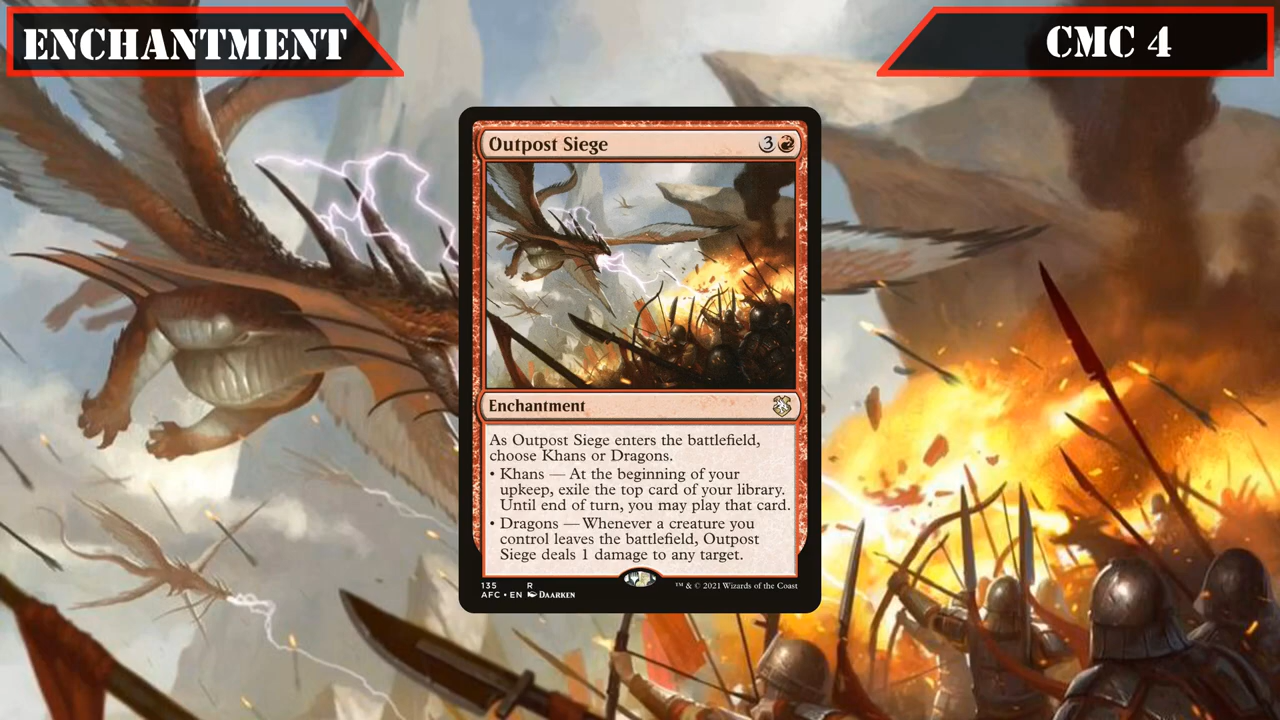 ENCHANTMENT
CMC 4
Outpost Siege 3
Enchantment
As Outpost Siege enters the battlefield,
choose Khans or Dragons.
• Khans — At the beginning of your
upkeep, exile the top card of your library.
Until end of turn, you may play that card.
• Dragons — Whenever a creature you
control leaves the battlefield, Outpost
Siege deals 1 damage to any target.
135 R
AFC • EN DAARKEN
™ & © 2021 Wizards of the Coast